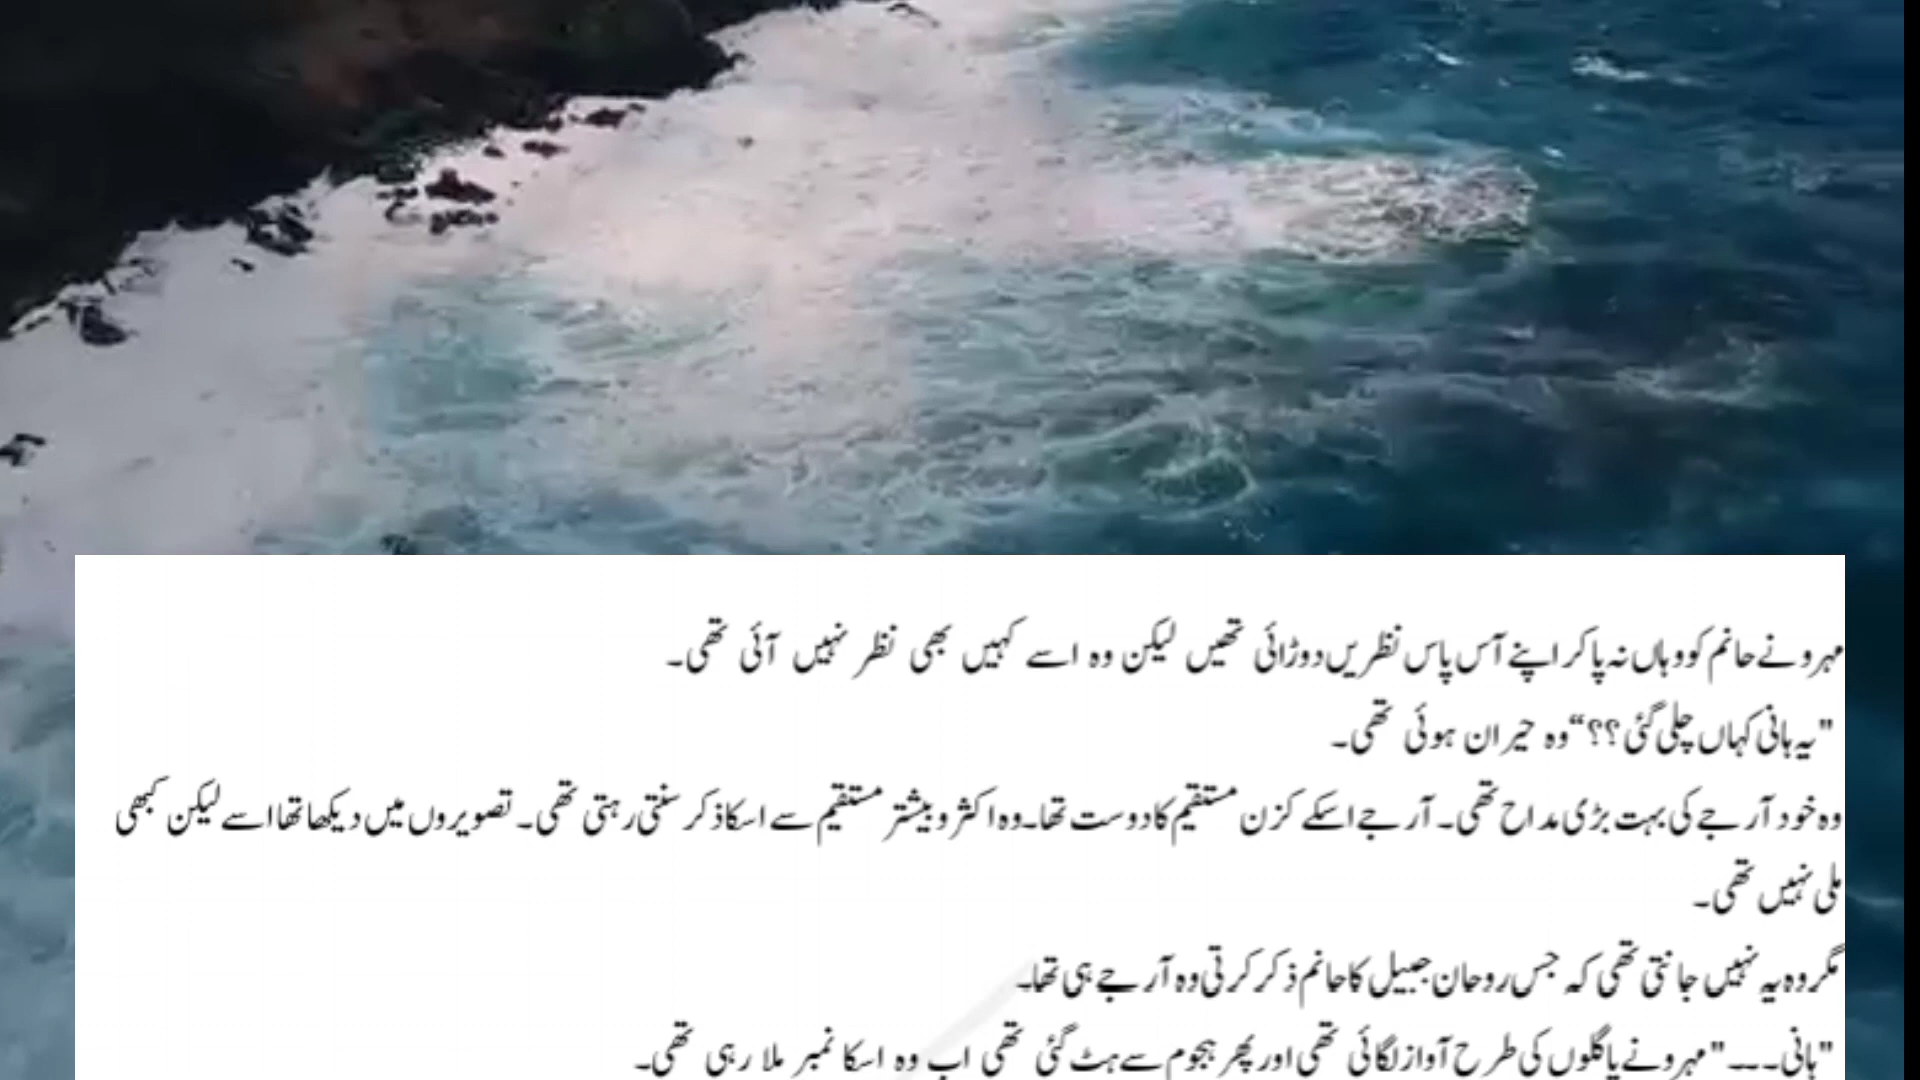 مہرو نے حانم کو وہاں نہ پا کر اپنے آس پاس نظریں دوڑائی تھیں لیکن وہ اسے کہیں بھی نظر نہیں آئی تھی۔
"یہ ہانی کہاں چلی گئی؟؟“ وہ حیران ہوئی تھی۔
وہ خود آر جے کی بہت بڑی مداح تھی۔ آر جے اسکے کزن مستقیم کا دوست تھا۔ وہ اکثر و بیشتر مستقیم سے اسکا ذکر سنتی رہتی تھی۔ تصویروں میں دیکھا تھا اسے لیکن کبھی
ملی نہیں تھی۔
مگر وہ یہ نہیں جانتی تھی کہ جس روحان جبیل کا حانم ذکر کرتی وہ آر جے ہی تھا۔
"ہانی۔۔۔" مہرو نے پاگلوں کی طرح آواز لگائی تھی اور پھر ہجوم سے ہٹ گئی تھی اب وہ اسکا نمبر ملا رہی تھی۔